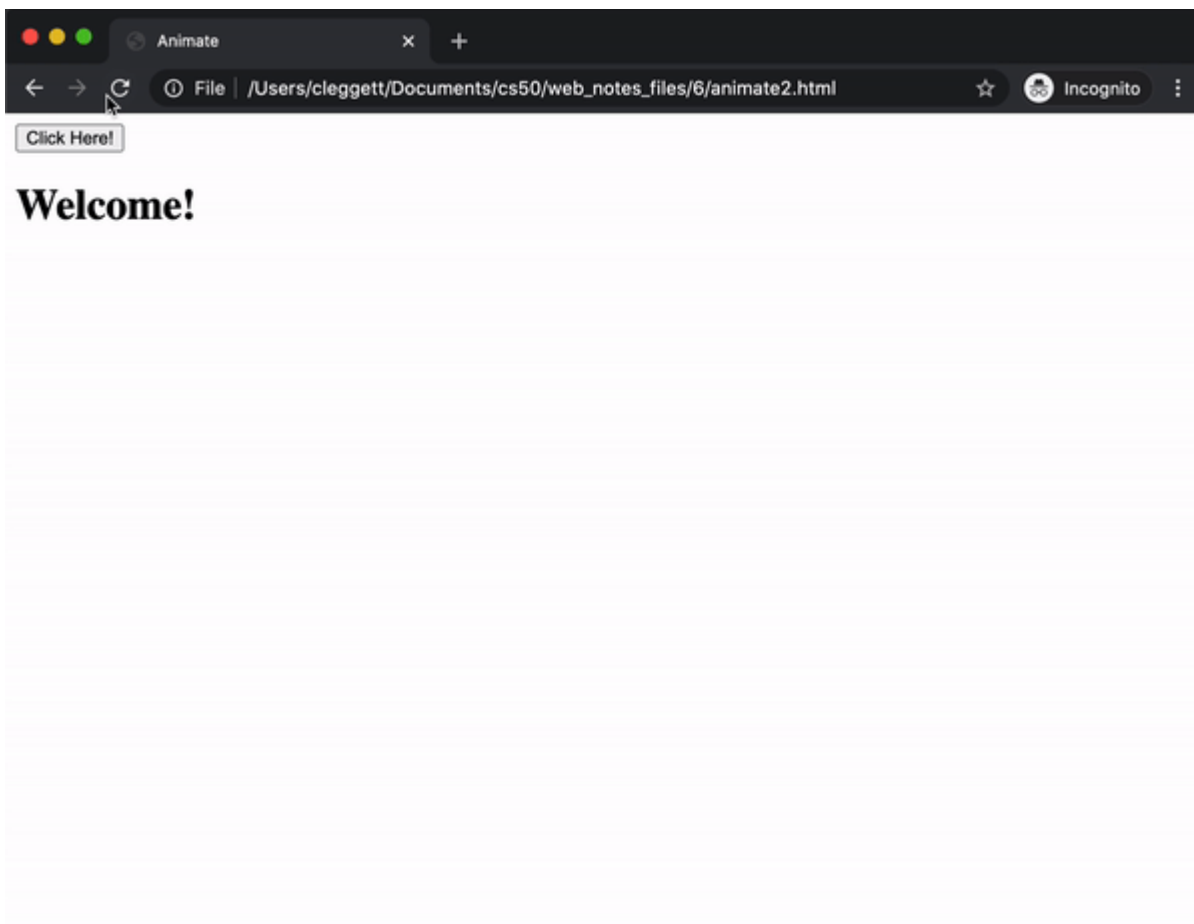 Animate
File /Users/cleggett/Documents/cs50/web_notes_files/6/animate2.html Incognito
Click Here!
Welcome!